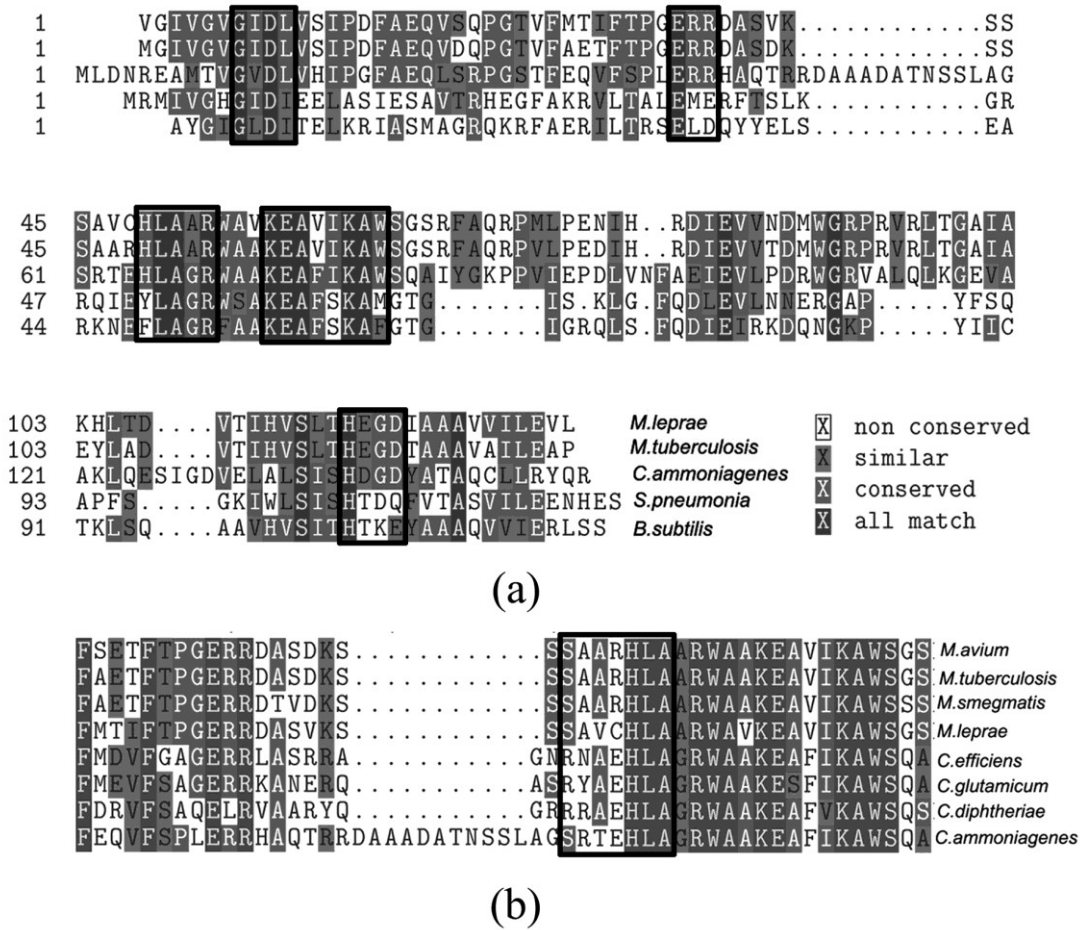 1 VGIVGVGIDLVSIPDFAEQVSQPGTVFMTIFTPGERRDASVK............SS
1 MGIVGVGIDLVSIPDFAEQVDQPGTVFAETFTPGERRDASDK............SS
1 MLDNREAMTVGVDLVHIPGFAEQLSRPGSTFEQVFSPLERRHAQTRRDAAADATNSSLAG
1 MRMIVGHGIDIEELASIESAVTRHEGFAKRVLTALEMERFTSLK............GR
1 AYGIGLDITELKRIASMAGRQKRFAERILTRSELDQYYELS............EA
45 SAVCHLAARWAVKEAVIKAWSGSRFAQRPMLPENIH..RDIEVVNDMWGRPRVRLTGAIA
45 SAARHLAARWAAKEAVIKAWSGSRFAQRPVLPEDIH..RDIEVVTDMWGRPRVRLTGAIA
61 SRTEHLAGRWAAKEAFIKAWSQAIYGKPPVIEPDLVNFAEIEVLPDRWGRVALQLKGEVA
47 RQIEYLAGRWSAKEAFSKAMGTG.......IS.KLG.FQDLEVLNNERGAP.....YFSQ
44 RKNEFLAGRFAAKEAFSKAFGTG.......IGRQLS.FQDIEIRKDQNGKP.....YIIC
103 KHLTD....VTIHVSLTHEGDIAAAVVILEVL M.leprae
103 EYLAD....VTIHVSLTHEGDTAAAVAILEAP M.tuberculosis
121 AKLQESIGDVELALSISHDGDYATAQCLLRYQR C.ammoniagenes
93 APFS.....GKIWLSISHTDQFVTASVILEENHES S.pneumonia
91 TKLSQ....AAVHVSITHTKEYAAAQVVIERLSS B.subtilis
X non conserved
X similar
X conserved
X all match
(a)
FSETFTPGERRDASDKS............SSAARHLAARWAAKEAVIKAWSGS M.avium
FAETFTPGERRDASDKS............SSAARHLAARWAAKEAVIKAWSGS M.tuberculosis
FAETFTPGERRDTVDKS............SSAARHLAARWAAKEAVIKAWSSS M.smegmatis
FMTIFTPGERRDASVKS............SSAVCHLAARWAVKEAVIKAWSGS M.leprae
FMDVFGAGERRLASRRA...........GNRNAEHLAGRWAAKEAFIKAWSQA C.efficiens
FMEVFSAGERRKANERQ...........ASRYAEHLAGRWAAKESFIKAWSQA C.glutamicum
FDRVFSAQELRVAARYQ...........GRRRAEHLAGRWAAKEAFVKAWSQS C.diphtheriae
FEQVFSPLERRHAQTRRDAAADATNSSLAGSRTEHLAGRWAAKEAFIKAWSQA C.ammoniagenes
(b)